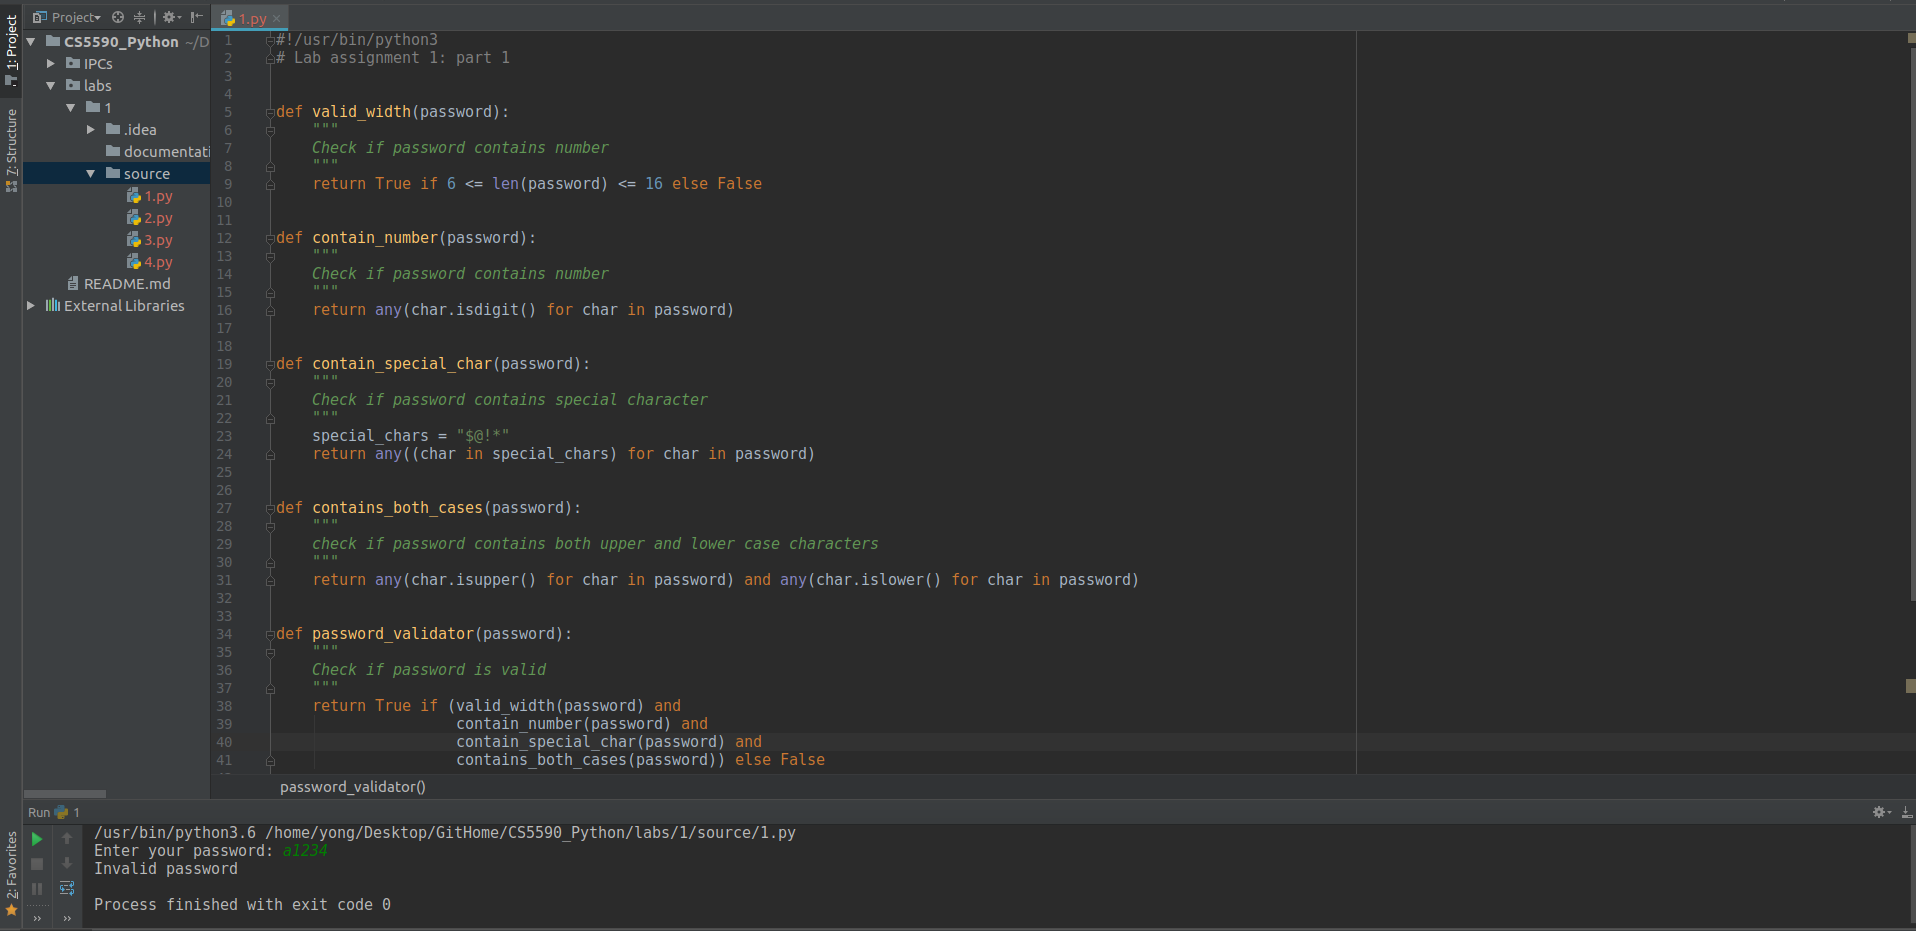 1: Project
7: Structure
2: Favorites
Project
CS5590_Python ~/D
IPCs
labs
1
.idea
documentati
source
1.py
2.py
3.py
4.py
README.md
External Libraries
1.py
1 #!/usr/bin/python3
2 # Lab assignment 1: part 1
3
4
5 def valid_width(password):
6 """
7 Check if password contains number
8 """
9 return True if 6 <= len(password) <= 16 else False
10
11
12 def contain_number(password):
13 """
14 Check if password contains number
15 """
16 return any(char.isdigit() for char in password)
17
18
19 def contain_special_char(password):
20 """
21 Check if password contains special character
22 """
23 special_chars = "$@!*"
24 return any((char in special_chars) for char in password)
25
26
27 def contains_both_cases(password):
28 """
29 check if password contains both upper and lower case characters
30 """
31 return any(char.isupper() for char in password) and any(char.islower() for char in password)
32
33
34 def password_validator(password):
35 """
36 Check if password is valid
37 """
38 return True if (valid_width(password) and
39 contain_number(password) and
40 contain_special_char(password) and
41 contains_both_cases(password)) else False
password_validator()
Run 1
/usr/bin/python3.6 /home/yong/Desktop/GitHome/CS5590_Python/labs/1/source/1.py
Enter your password: a1234
Invalid password
Process finished with exit code 0